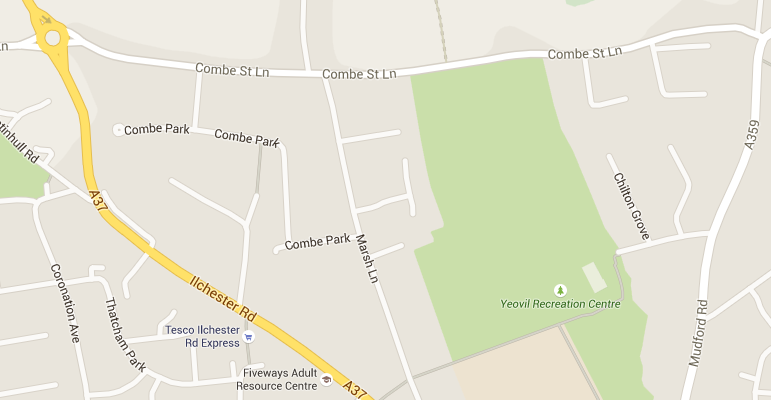 Combe St Ln
Ln
Combe St Ln
Combe St Ln
Combe Park
Combe Park
A359
tinhull Rd
A37
Chilton Grove
Combe Park
Marsh Ln
Coronation Ave
Ilchester Rd
Yeovil Recreation Centre
Thatcham Park
Tesco Ilchester
Rd Express
Mudford Rd
Fiveways Adult
Resource Centre
A37